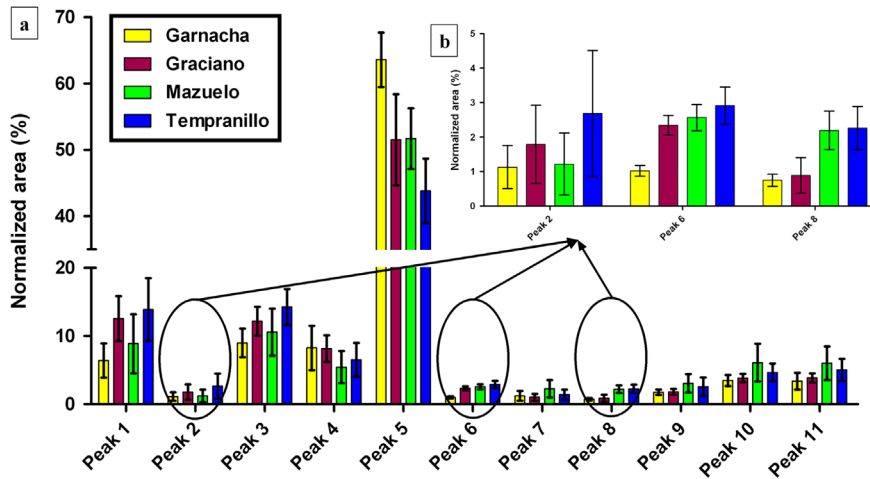 a
70
60
50
40
20
10
0
Normalized area (%)
Garnacha
Graciano
Mazuelo
Tempranillo
b
5
4
3
2
1
0
Normalized area (%)
Peak 2
Peak 6
Peak 8
Peak 1
Peak 2
Peak 3
Peak 4
Peak 5
Peak 6
Peak 7
Peak 8
Peak 9
Peak 10
Peak 11